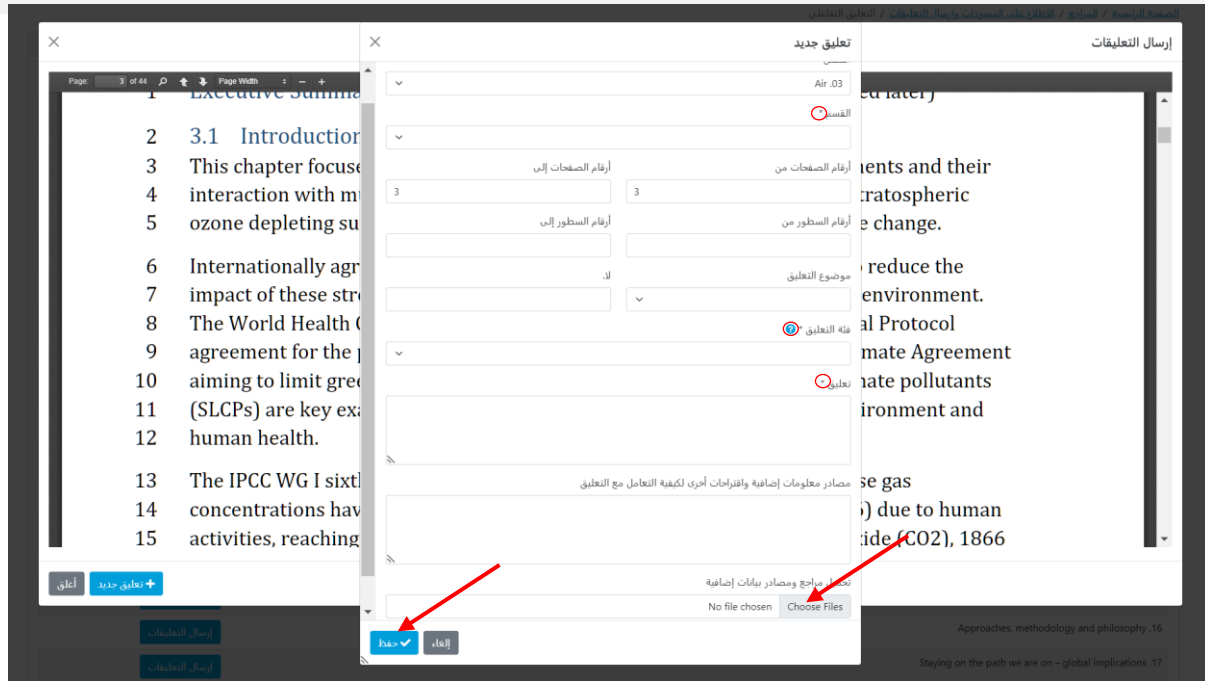 الصفحة الرئيسية / المراجع / الاطلاع على المسودات وإرسال التعليقات / التعليق التفاعلي
إرسال التعليقات
تعليق جديد
Page: 3 of 44 Page Width
03. Air
القسم *
أرقام الصفحات من
أرقام الصفحات إلى
3
3
أرقام السطور من
أرقام السطور إلى
موضوع التعليق
لا.
فئة التعليق *
تعليق *
مصادر معلومات إضافية واقتراحات أخرى لكيفية التعامل مع التعليق
تحميل مراجع ومصادر بيانات إضافية
Choose Files No file chosen
إلغاء
حفظ
1 Executive Summa ed later)
2 3.1 Introduction
3 This chapter focuse ents and their
4 interaction with m tratospheric
5 ozone depleting su e change.
6 Internationally agr reduce the
7 impact of these stre environment.
8 The World Health al Protocol
9 agreement for the mate Agreement
10 aiming to limit gree nate pollutants
11 (SLCPs) are key exa ironment and
12 human health.
13 The IPCC WG I sixth se gas
14 concentrations hav ) due to human
15 activities, reaching ide (CO2), 1866
تعليق جديد
أغلق
16. Approaches, methodology and philosophy
إرسال التعليقات
17. Staying on the path we are on – global implications
إرسال التعليقات